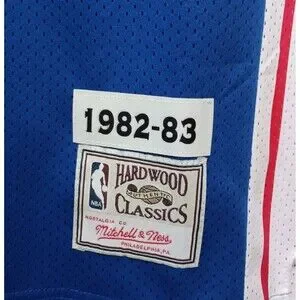 1982-83
HARDWOOD
CLASSICS
NBA
NOSTALGIA CO.
Mitchell & Ness
PHILADELPHIA, PA.